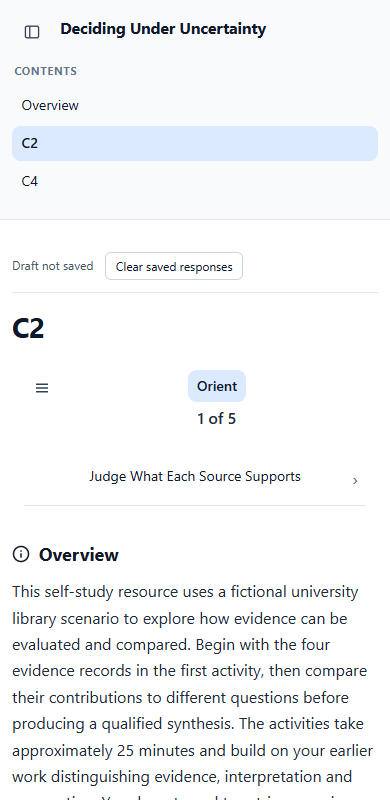 Deciding Under Uncertainty
CONTENTS
Overview
C2
C4
Draft not saved
Clear saved responses
C2
Orient
1 of 5
Judge What Each Source Supports
Overview
This self-study resource uses a fictional university
library scenario to explore how evidence can be
evaluated and compared. Begin with the four
evidence records in the first activity, then compare
their contributions to different questions before
producing a qualified synthesis. The activities take
approximately 25 minutes and build on your earlier
work distinguishing evidence, interpretation and